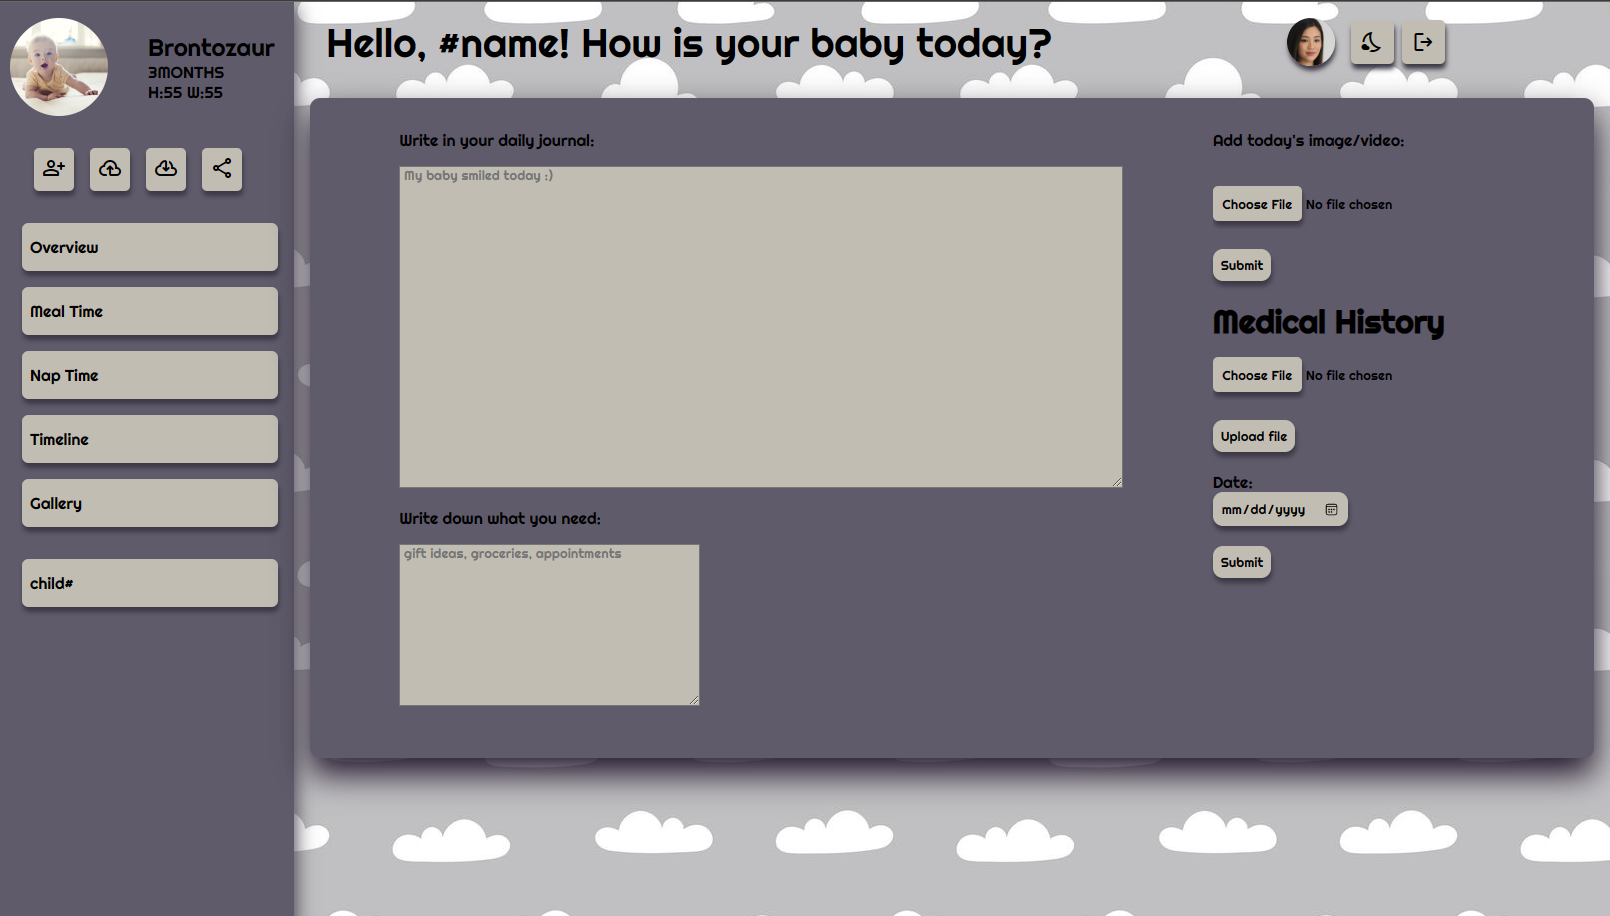 Brontozaur
3MONTHS
H:55 W:55
Overview
Meal Time
Nap Time
Timeline
Gallery
child#
Hello, #name! How is your baby today?
Write in your daily journal:
My baby smiled today :)
Write down what you need:
gift ideas, groceries, appointments
Add today's image/video:
Choose File No file chosen
Submit
Medical History
Choose File No file chosen
Upload file
Date:
mm/dd/yyyy
Submit